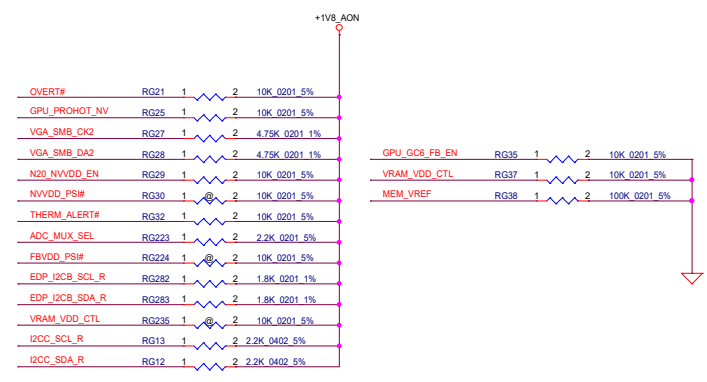 +1V8_AON
OVERT# RG21 1 2 10K_0201_5%
GPU_PROHOT_NV RG25 1 2 10K_0201_5%
VGA_SMB_CK2 RG27 1 2 4.75K_0201_1%
VGA_SMB_DA2 RG28 1 2 4.75K_0201_1%
N20_NVVDD_EN RG29 1 2 10K_0201_5%
NVVDD_PSI# RG30 1 @ 2 10K_0201_5%
THERM_ALERT# RG32 1 2 10K_0201_5%
ADC_MUX_SEL RG223 1 2 2.2K_0201_5%
FBVDD_PSI# RG224 1 @ 2 10K_0201_5%
EDP_I2CB_SCL_R RG282 1 2 1.8K_0201_1%
EDP_I2CB_SDA_R RG283 1 2 1.8K_0201_1%
VRAM_VDD_CTL RG235 1 @ 2 10K_0201_5%
I2CC_SCL_R RG13 1 2 2.2K_0402_5%
I2CC_SDA_R RG12 1 2 2.2K_0402_5%
GPU_GC6_FB_EN RG35 1 2 10K_0201_5%
VRAM_VDD_CTL RG37 1 2 10K_0201_5%
MEM_VREF RG38 1 2 100K_0201_5%